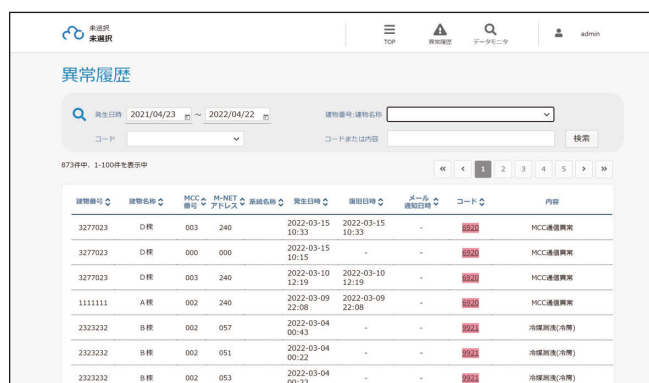 未選択
未選択
TOP
異常履歴
データモニタ
admin
異常履歴
発生日時 2021/04/23 ~ 2022/04/22 建物番号:建物名称
コード コードまたは内容 検索
873件中、1-100件を表示中
« ‹ 1 2 3 4 5 › »
建物番号 建物名称 MCC番号 M-NETアドレス 系統名称 発生日時 復旧日時 メール通知日時 コード 内容
3277023 D棟 003 240 2022-03-15 10:33 2022-03-15 10:33 - 6920 MCC通信異常
3277023 D棟 000 000 2022-03-15 10:15 - - 6920 MCC通信異常
3277023 D棟 003 240 2022-03-10 12:19 2022-03-10 12:19 - 6920 MCC通信異常
1111111 A棟 002 240 2022-03-09 22:08 2022-03-09 22:08 - 6920 MCC通信異常
2323232 B棟 002 057 2022-03-04 00:43 - - 9921 冷媒漏洩(冷房)
2323232 B棟 002 051 2022-03-04 00:22 - - 9921 冷媒漏洩(冷房)
2323232 B棟 002 053 2022-03-04 00:22 - - 9921 冷媒漏洩(冷房)